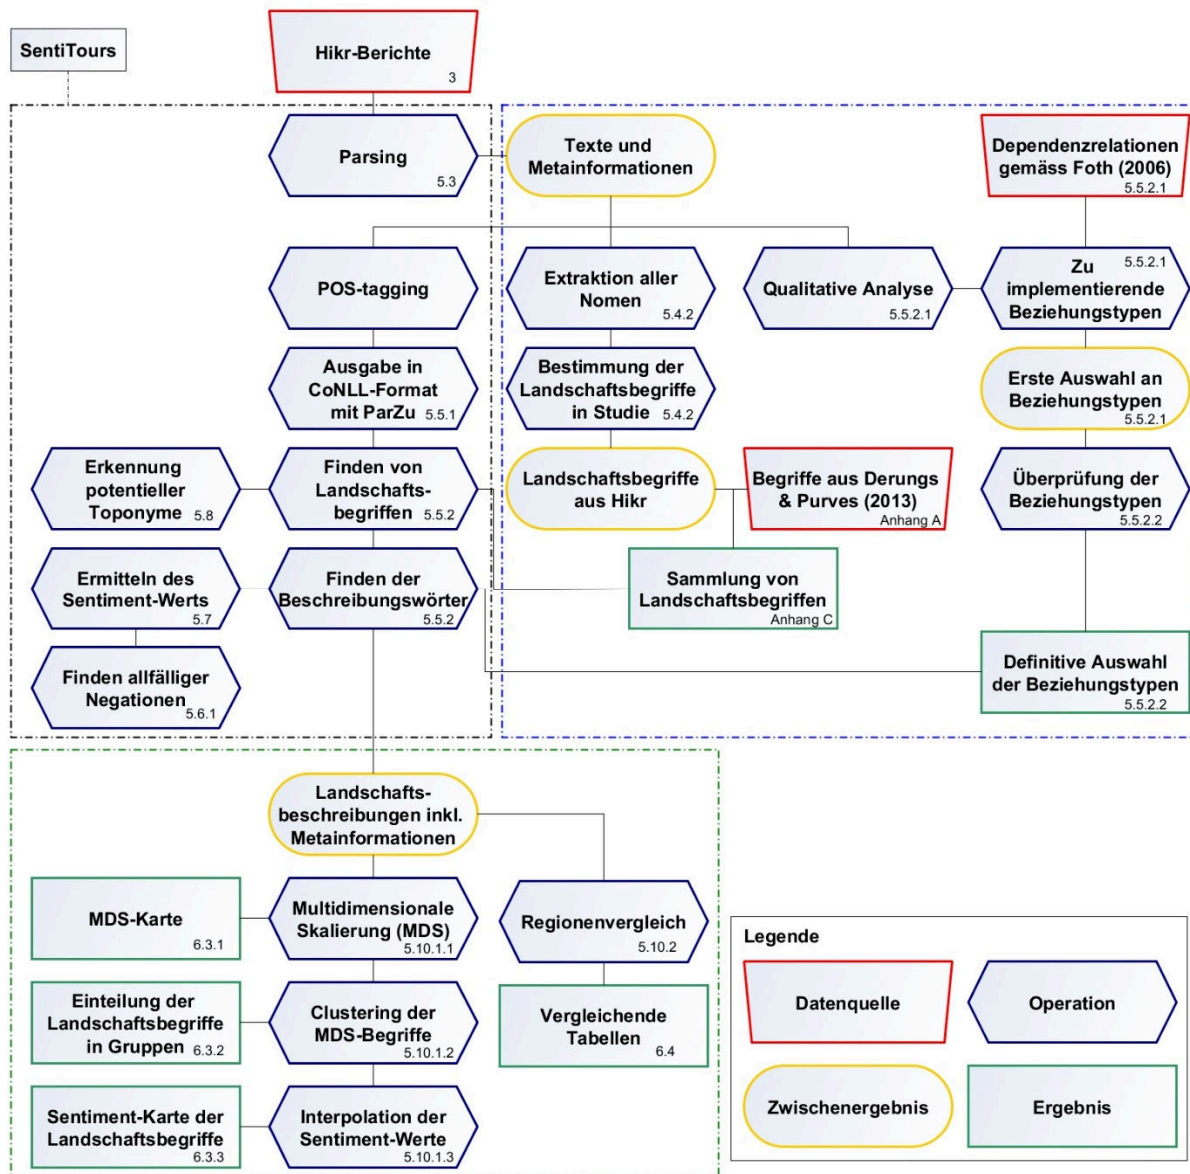 SentiTours
Hikr-Berichte
3
Parsing
5.3
Texte und
Metainformationen
Dependenzrelationen
gemäss Foth (2006)
5.5.2.1
POS-tagging
Extraktion aller
Nomen
5.4.2
Qualitative Analyse
5.5.2.1
Zu 5.5.2.1
implementierende
Beziehungstypen
Ausgabe in
CoNLL-Format
mit ParZu 5.5.1
Bestimmung der
Landschaftsbegriffe
in Studie 5.4.2
Erste Auswahl an
Beziehungstypen
5.5.2.1
Erkennung
potentieller
Toponyme 5.8
Finden von
Landschafts-
begriffen 5.5.2
Landschaftsbegriffe
aus Hikr
Begriffe aus Derungs
& Purves (2013)
Anhang A
Überprüfung der
Beziehungstypen
5.5.2.2
Ermitteln des
Sentiment-Werts
5.7
Finden der
Beschreibungswörter
5.5.2
Sammlung von
Landschaftsbegriffen
Anhang C
Finden allfälliger
Negationen
5.6.1
Definitive Auswahl
der Beziehungstypen
5.5.2.2
Landschafts-
beschreibungen inkl.
Metainformationen
MDS-Karte
6.3.1
Multidimensionale
Skalierung (MDS)
5.10.1.1
Regionenvergleich
5.10.2
Einteilung der
Landschaftsbegriffe
in Gruppen 6.3.2
Clustering der
MDS-Begriffe
5.10.1.2
Vergleichende
Tabellen
6.4
Sentiment-Karte der
Landschaftsbegriffe
6.3.3
Interpolation der
Sentiment-Werte
5.10.1.3
Legende
Datenquelle
Operation
Zwischenergebnis
Ergebnis